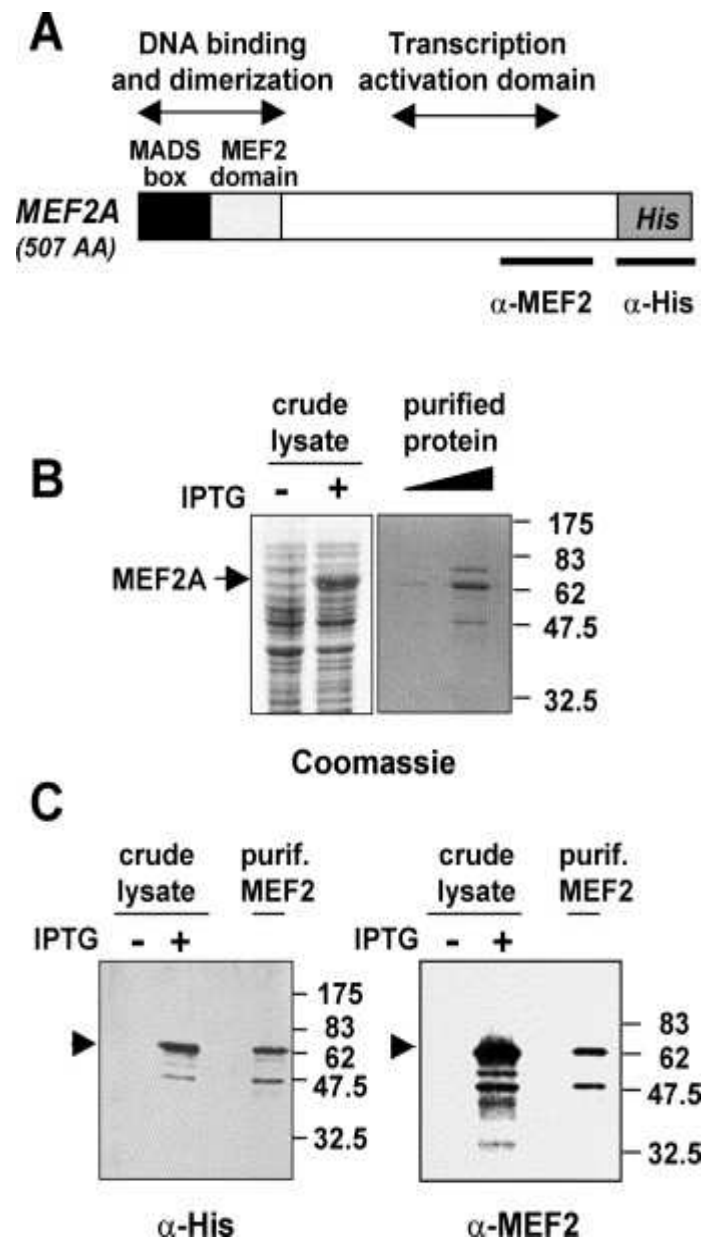 A
DNA binding and dimerization
Transcription activation domain
MADS box
MEF2 domain
MEF2A
(507 AA)
His
α-MEF2
α-His
B
crude lysate
purified protein
IPTG - +
MEF2A
175
83
62
47.5
32.5
Coomassie
C
crude lysate
purif. MEF2
IPTG - +
175
83
62
47.5
32.5
α-His
crude lysate
purif. MEF2
IPTG - +
83
62
47.5
32.5
α-MEF2